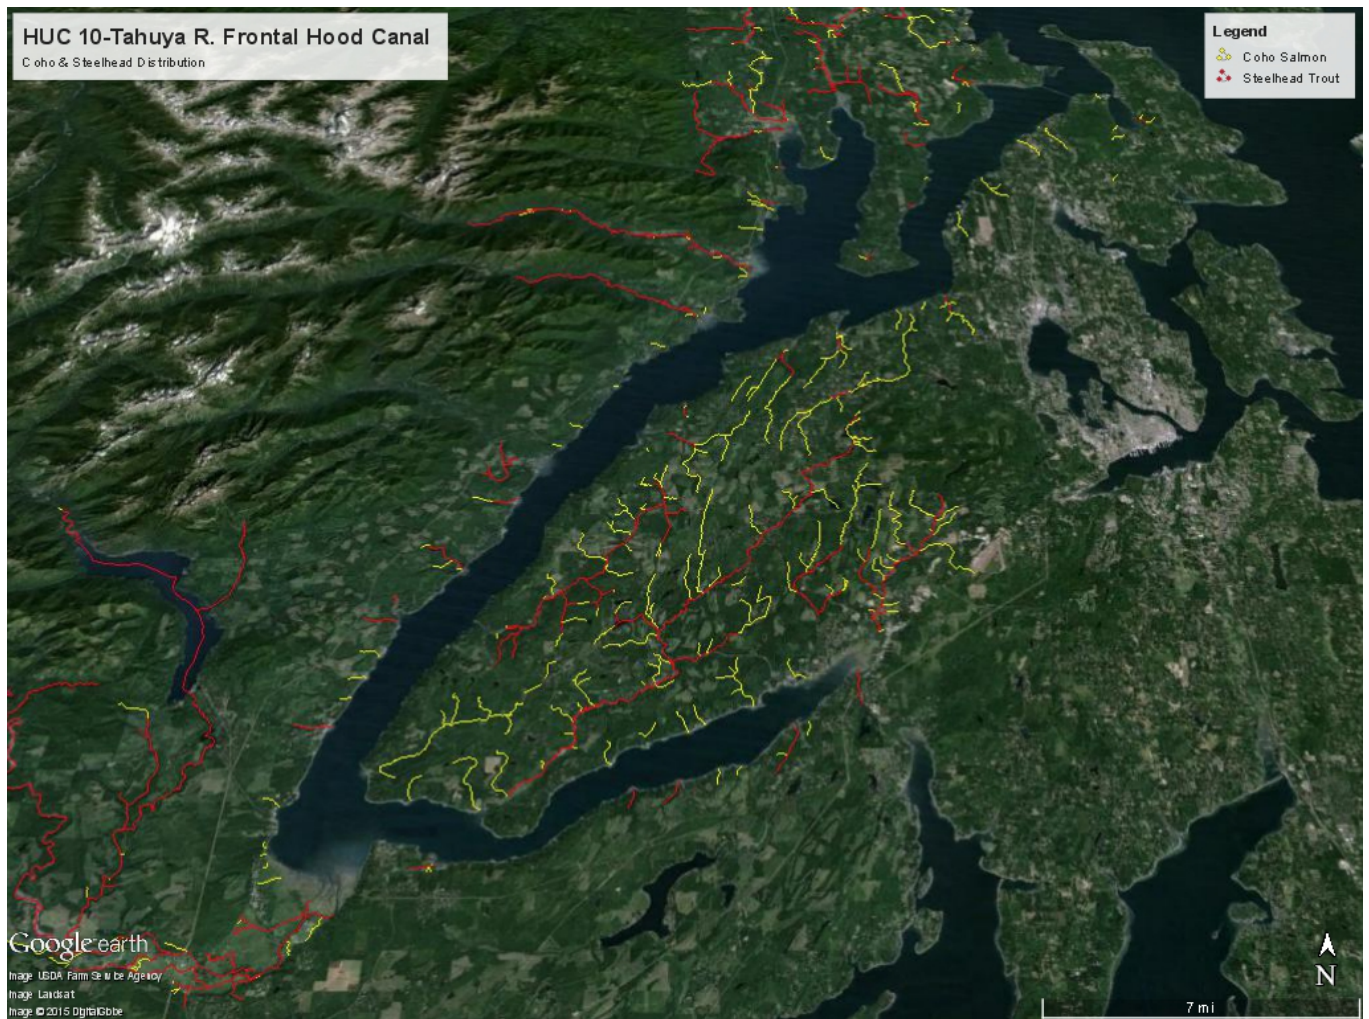 HUC 10-Tahuya R. Frontal Hood Canal
Coho & Steelhead Distribution
Legend
Coho Salmon
Steelhead Trout
Google earth
Image USDA Farm Service Agency
Image Landsat
Image © 2015 DigitalGlobe
N
7 mi